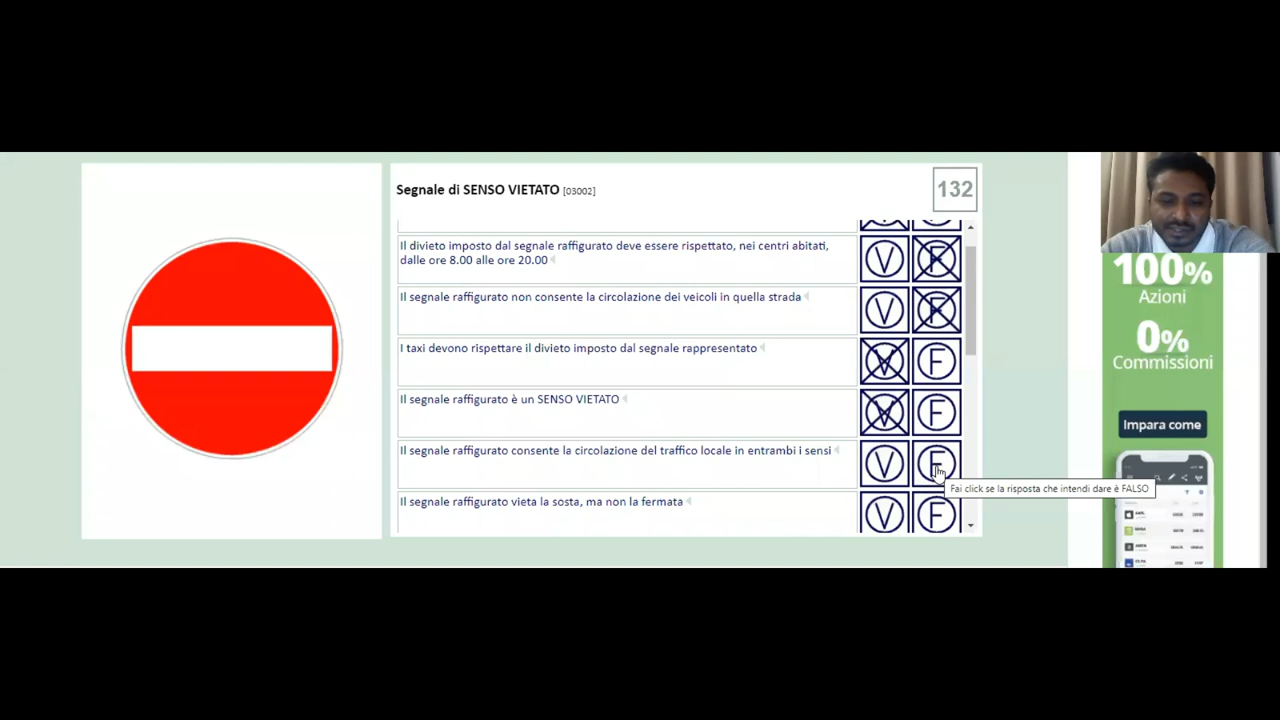 Segnale di SENSO VIETATO [03002]
132
Il divieto imposto dal segnale raffigurato deve essere rispettato, nei centri abitati,
dalle ore 8.00 alle ore 20.00
V
F
Il segnale raffigurato non consente la circolazione dei veicoli in quella strada
V
F
I taxi devono rispettare il divieto imposto dal segnale rappresentato
V
F
Il segnale raffigurato è un SENSO VIETATO
V
F
Il segnale raffigurato consente la circolazione del traffico locale in entrambi i sensi
V
F
Fai click se la risposta che intendi dare è FALSO
Il segnale raffigurato vieta la sosta, ma non la fermata
V
F
100%
Azioni
0%
Commissioni
Impara come